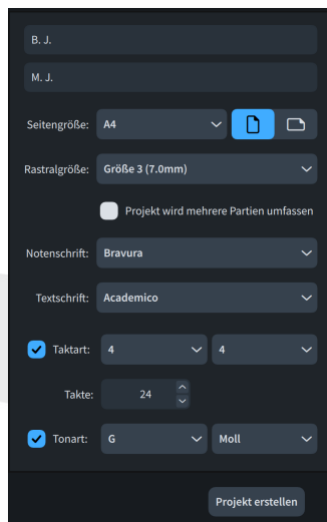 B. J.
M. J.
Seitengröße: A4
Rastralgröße: Größe 3 (7.0mm)
Projekt wird mehrere Partien umfassen
Notenschrift: Bravura
Textschrift: Academico
Taktart: 4 4
Takte: 24
Tonart: G Moll
Projekt erstellen